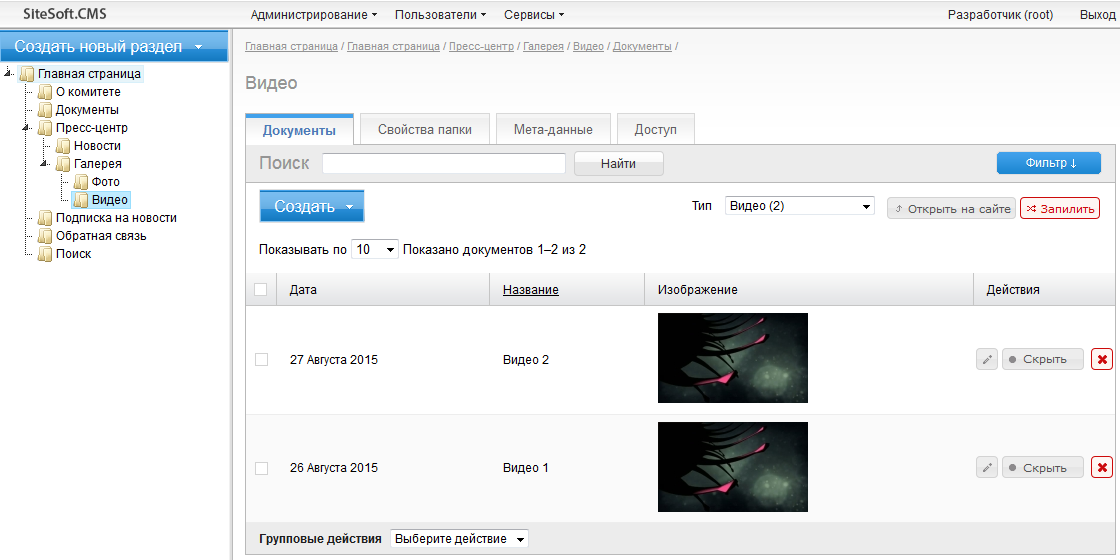 SiteSoft.CMS Администрирование Пользователи Сервисы Разработчик (root) Выход
Создать новый раздел
Главная страница
О комитете
Документы
Пресс-центр
Новости
Галерея
Фото
Видео
Подписка на новости
Обратная связь
Поиск
Главная страница / Главная страница / Пресс-центр / Галерея / Видео / Документы /
Видео
Документы Свойства папки Мета-данные Доступ
Поиск Найти Фильтр ↓
Создать Тип Видео (2) Открыть на сайте Запилить
Показывать по 10 Показано документов 1–2 из 2
Дата Название Изображение Действия
27 Августа 2015 Видео 2 Скрыть
26 Августа 2015 Видео 1 Скрыть
Групповые действия Выберите действие